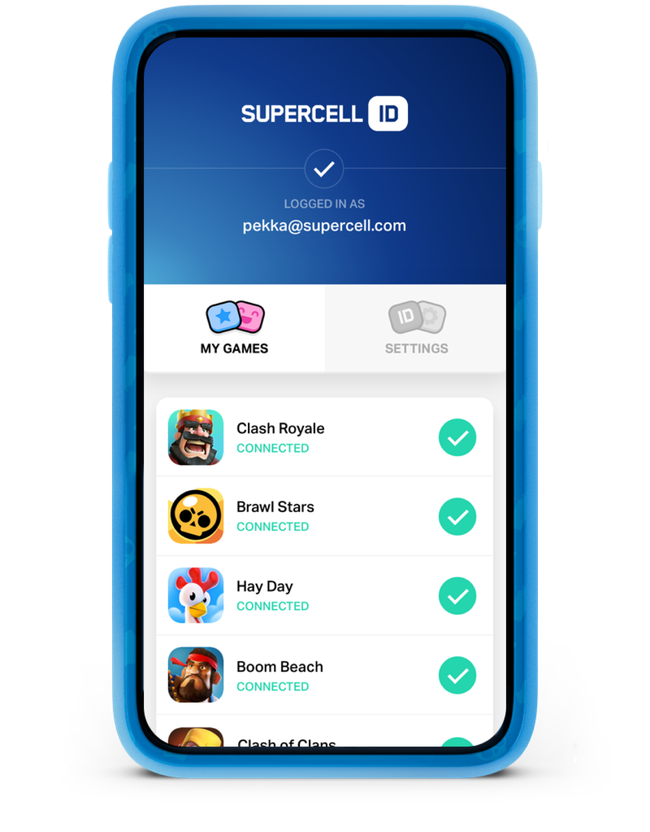 SUPERCELL ID
LOGGED IN AS
pekka@supercell.com
ID
MY GAMES
SETTINGS
Clash Royale
CONNECTED
Brawl Stars
CONNECTED
Hay Day
CONNECTED
Boom Beach
CONNECTED
Clash of Clans